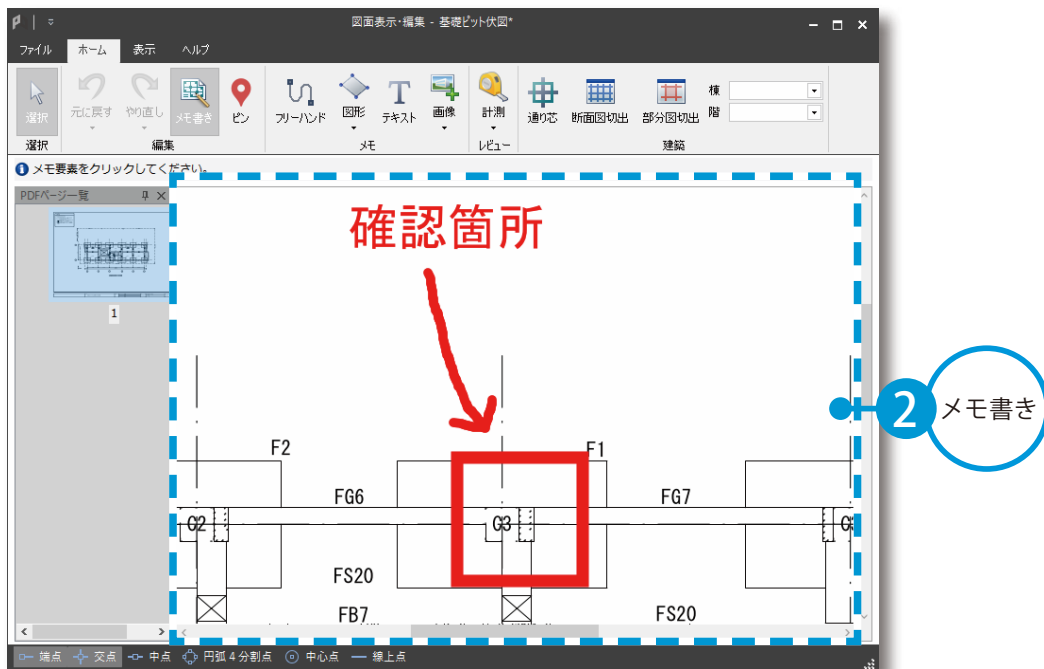 図面表示・編集 - 基礎ピット伏図*
ファイル ホーム 表示 ヘルプ
選択 元に戻す やり直し メモ書き ピン フリーハンド 図形 テキスト 画像 計測 通り芯 断面図切出 部分図切出 棟
階
選択 編集 メモ レビュー 建築
メモ要素をクリックしてください。
PDFページ一覧
確認箇所
1
2 メモ書き
F2 F1
FG6 FG7
C2 C3
FS20
FB7 FS20
端点 交点 中点 円弧4分割点 中心点 線上点